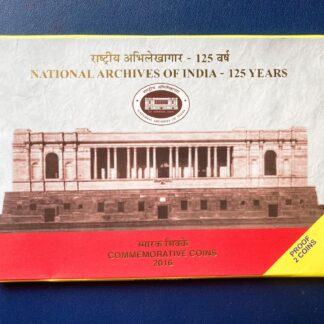 राष्ट्रीय अभिलेखागार - 125 वर्ष
NATIONAL ARCHIVES OF INDIA - 125 YEARS
स्मारक सिक्के
COMMEMORATIVE COINS
2016
PROOF
2 COINS